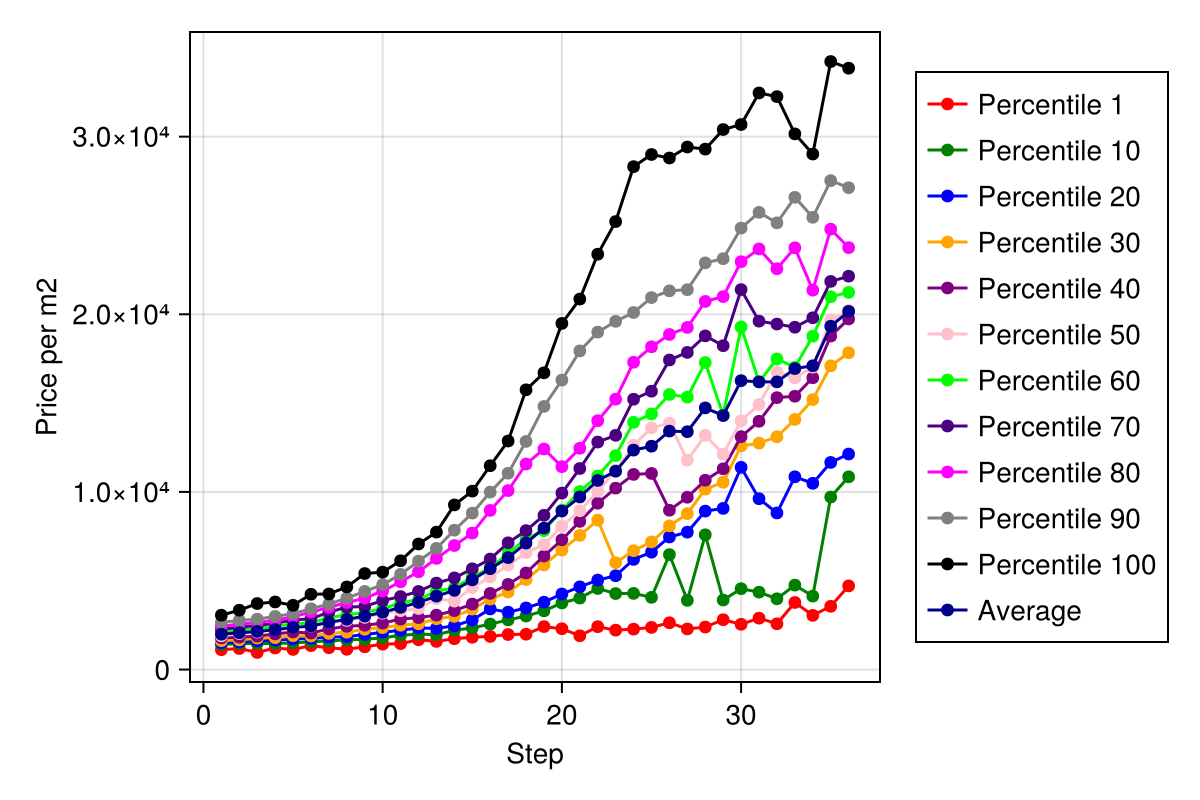 3.0×10⁴
2.0×10⁴
1.0×10⁴
0
Price per m2
0
10
20
30
Step
Percentile 1
Percentile 10
Percentile 20
Percentile 30
Percentile 40
Percentile 50
Percentile 60
Percentile 70
Percentile 80
Percentile 90
Percentile 100
Average